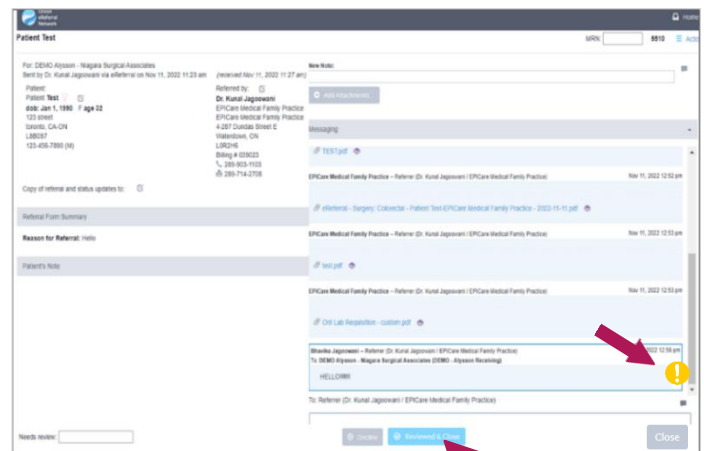 Ocean
eReferral
Network
Home
Patient Test
MRN:
9510
Actio
For: DEMO Alysson - Niagara Surgical Associates
Sent by Dr. Kunal Jagoowani via eReferral on Nov 11, 2022 11:23 am
(received Nov 11, 2022 11:27 am)
Patient:
Patient Test
dob: Jan 1, 1990 F age 32
123 street
toronto, CA-ON
123-456-7890 (M)
Referred by:
Dr. Kunal Jagoowani
EPICare Medical Family Practice
EPICare Medical Family Practice
4-287 Dundas Street E
Waterdown, ON
L0R2H6
Billing # 039023
289-903-1103
289-714-2708
Copy of referral and status updates to:
Referral Form Summary
Reason for Referral: Hello
Patient's Note
New Note:
Add Attachments
Messaging
TEST.pdf
EPICare Medical Family Practice – Referrer (Dr. Kunal Jagoowani / EPICare Medical Family Practice)
Nov 11, 2022 12:52 pm
eReferral - Surgery: Colorectal - Patient Test-EPICare Medical Family Practice - 2022-11-11.pdf
EPICare Medical Family Practice – Referrer (Dr. Kunal Jagoowani / EPICare Medical Family Practice)
Nov 11, 2022 12:53 pm
test.pdf
EPICare Medical Family Practice – Referrer (Dr. Kunal Jagoowani / EPICare Medical Family Practice)
Nov 11, 2022 12:53 pm
Ont Lab Requisition - custom.pdf
Bhavika Jagoowani – Referrer (Dr. Kunal Jagoowani / EPICare Medical Family Practice)
2022 12:59 pm
To: DEMO Alysson - Niagara Surgical Associates (DEMO - Alysson Receiving)
To: Referrer (Dr. Kunal Jagoowani / EPICare Medical Family Practice)
Needs review:
Decline
Reviewed & Close
Close